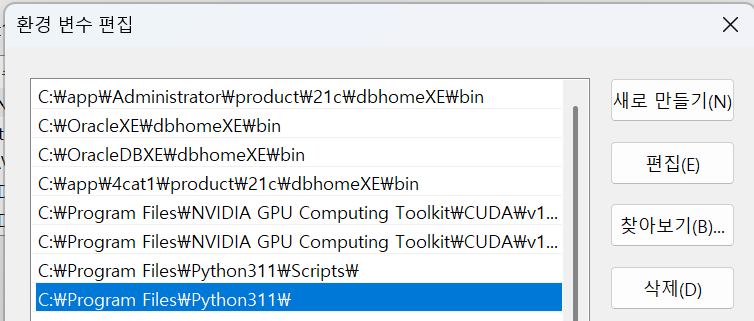 환경 변수 편집
C:₩app₩Administrator₩product₩21c₩dbhomeXE₩bin
새로 만들기(N)
C:₩OracleXE₩dbhomeXE₩bin
C:₩OracleDBXE₩dbhomeXE₩bin
편집(E)
C:₩app₩4cat1₩product₩21c₩dbhomeXE₩bin
C:₩Program Files₩NVIDIA GPU Computing Toolkit₩CUDA₩v1...
찾아보기(B)...
C:₩Program Files₩NVIDIA GPU Computing Toolkit₩CUDA₩v1...
C:₩Program Files₩Python311₩Scripts₩
삭제(D)
C:₩Program Files₩Python311₩